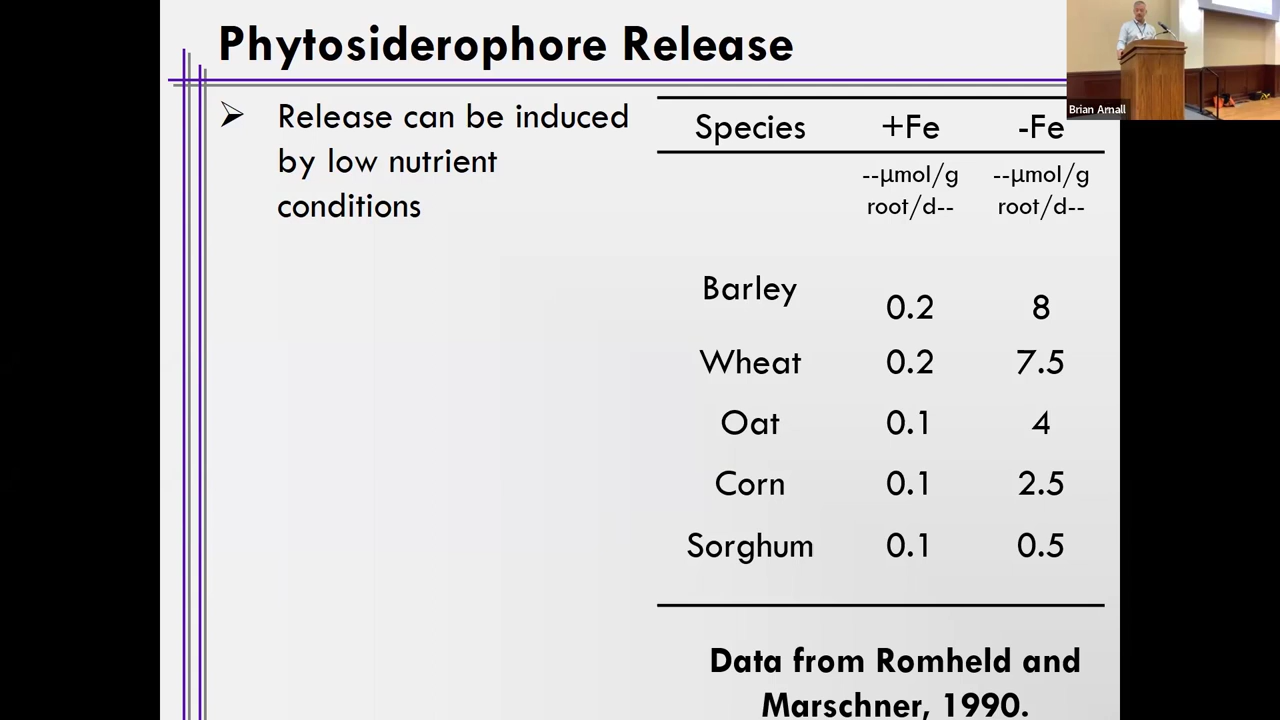 Phytosiderophore Release
Brian Arnall
➢ Release can be induced
by low nutrient
conditions
Species +Fe -Fe
--µmol/g --µmol/g
root/d-- root/d--
Barley 0.2 8
Wheat 0.2 7.5
Oat 0.1 4
Corn 0.1 2.5
Sorghum 0.1 0.5
Data from Romheld and
Marschner, 1990.